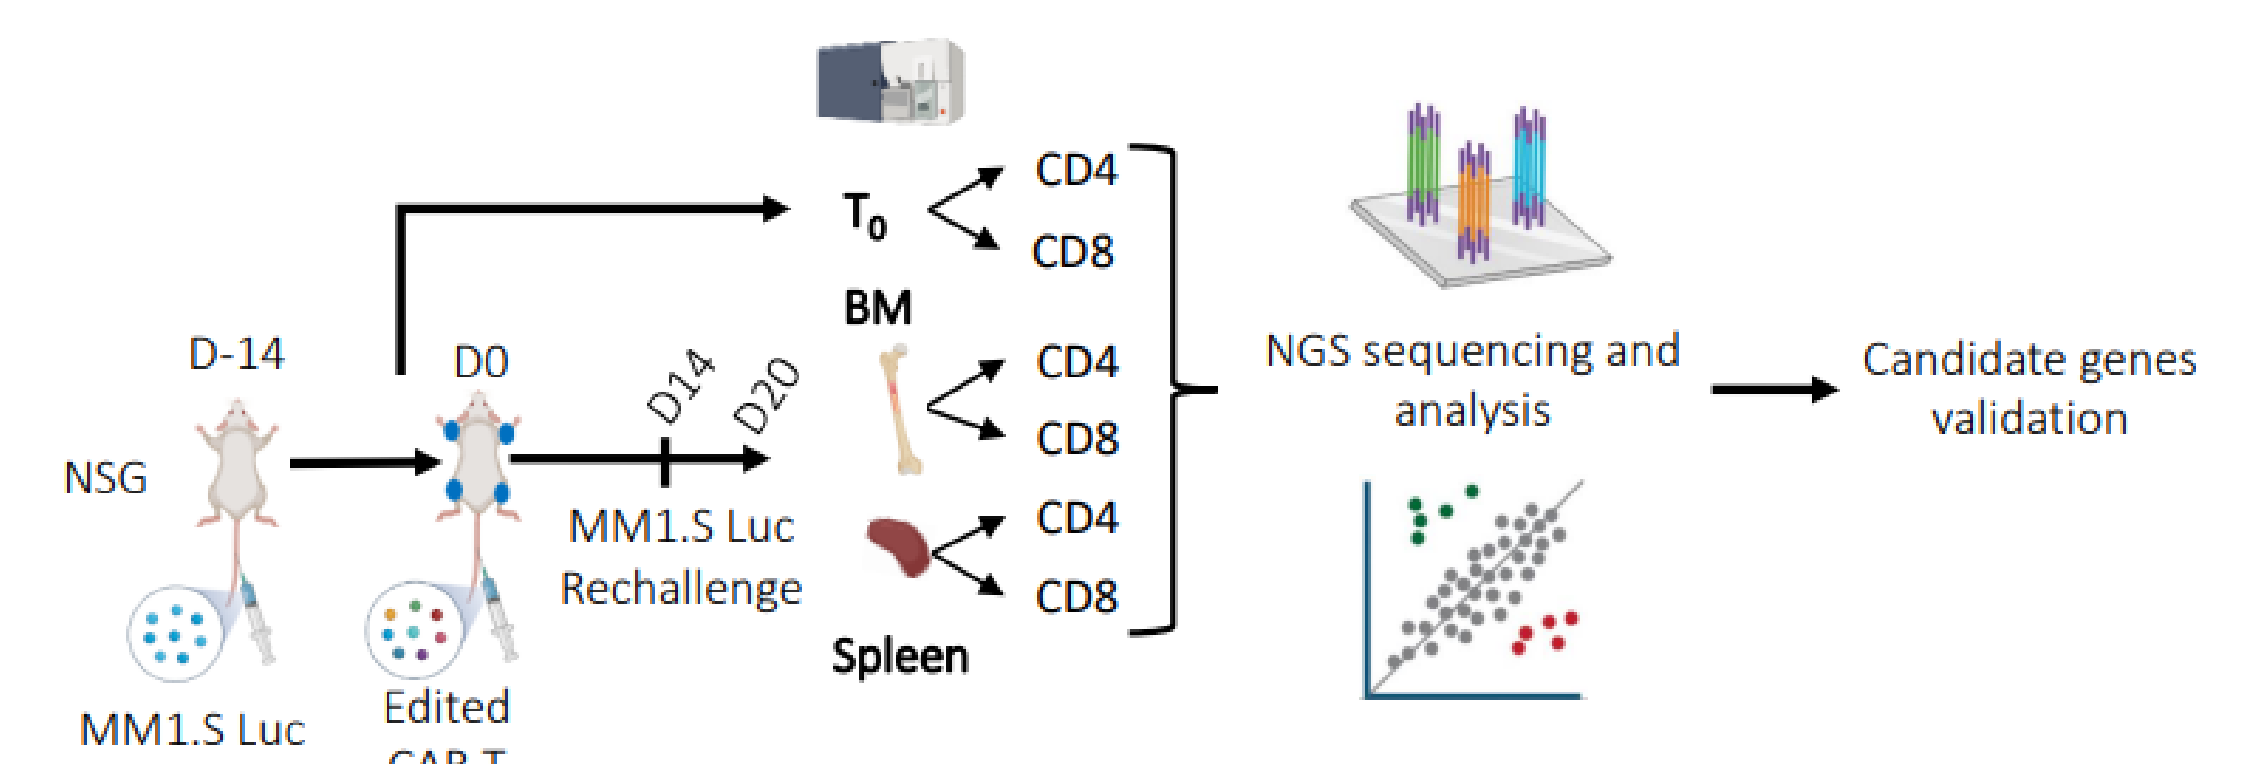 NSG
D-14
MM1.S Luc
D0
Edited
CAR T
D14
D20
MM1.S Luc
Rechallenge
T0
CD4
CD8
BM
CD4
CD8
CD4
CD8
Spleen
NGS sequencing and
analysis
Candidate genes
validation